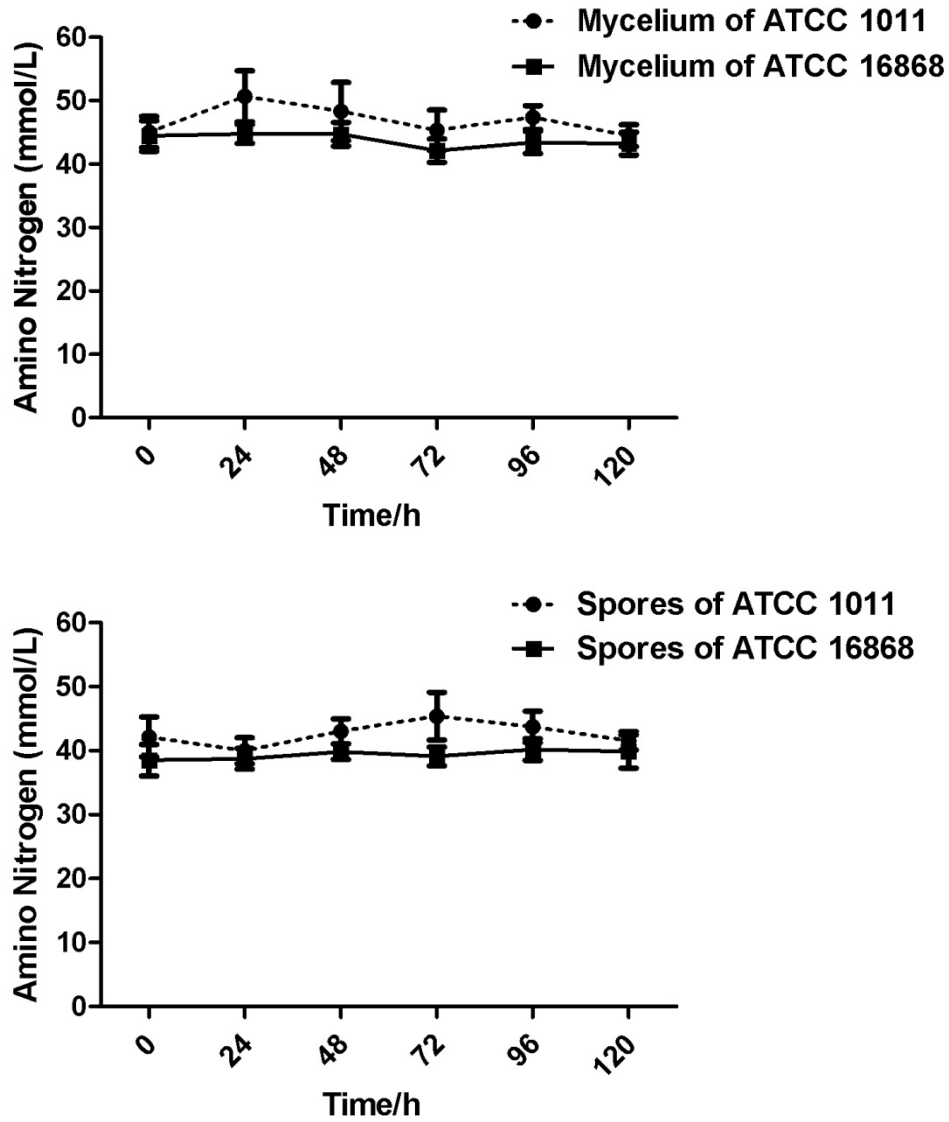 Mycelium of ATCC 1011
Mycelium of ATCC 16868
Amino Nitrogen (mmol/L)
60
50
40
30
20
10
0
0 24 48 72 96 120
Time/h
Spores of ATCC 1011
Spores of ATCC 16868
Amino Nitrogen (mmol/L)
60
50
40
30
20
10
0
0 24 48 72 96 120
Time/h